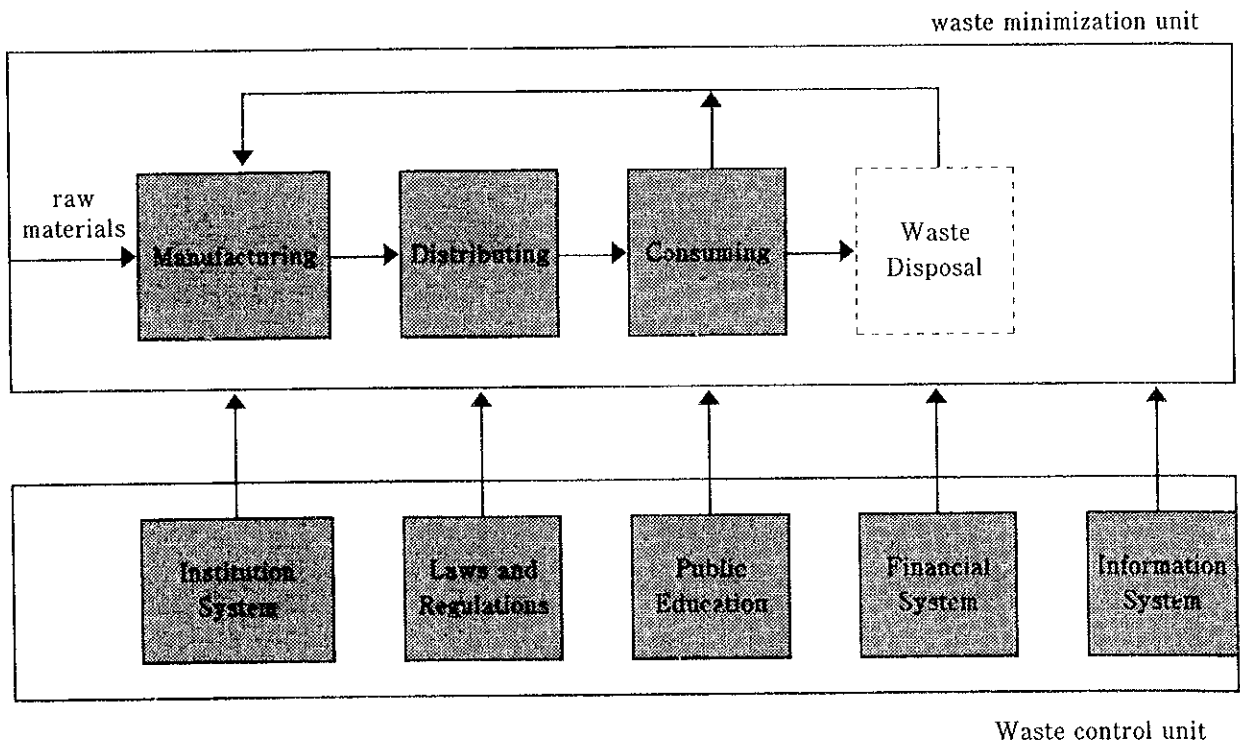 waste minimization unit
raw
materials
Manufacturing
Distributing
Consuming
Waste
Disposal
Institution
System
Laws and
Regulations
Public
Education
Financial
System
Information
System
Waste control unit